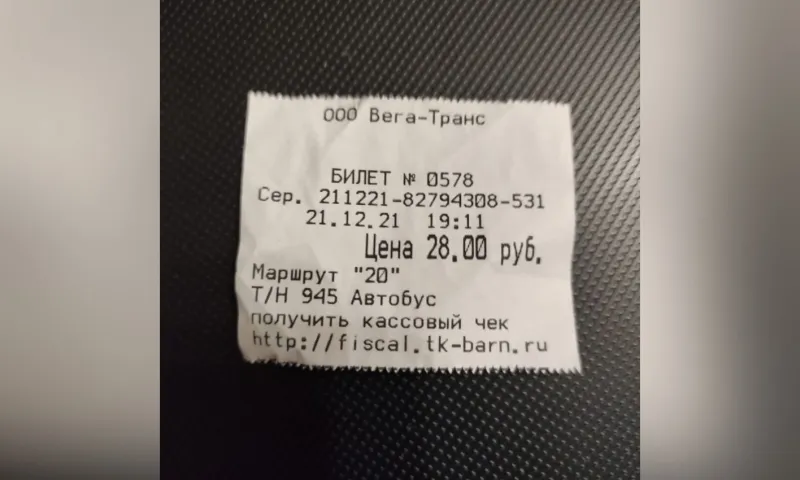 ООО Вега-Транс
БИЛЕТ № 0578
Сер. 211221-82794308-531
21.12.21 19:11
Цена 28.00 руб.
Маршрут "20"
Т/Н 945 Автобус
получить кассовый чек
http://fiscal.tk-barn.ru